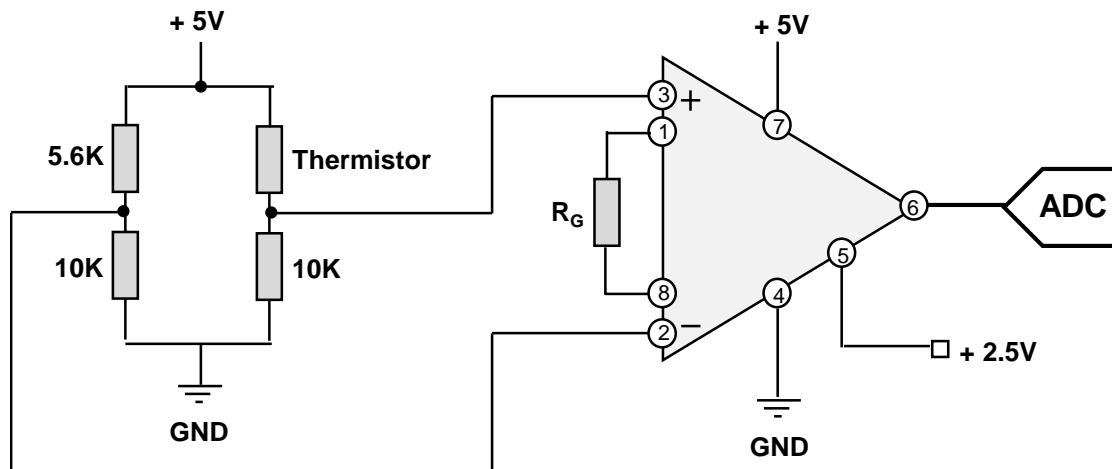 + 5V
5.6K
Thermistor
10K
10K
GND
+ 5V
3
+
1
7
R_G
6
ADC
5
8
4
2
−
+ 2.5V
GND